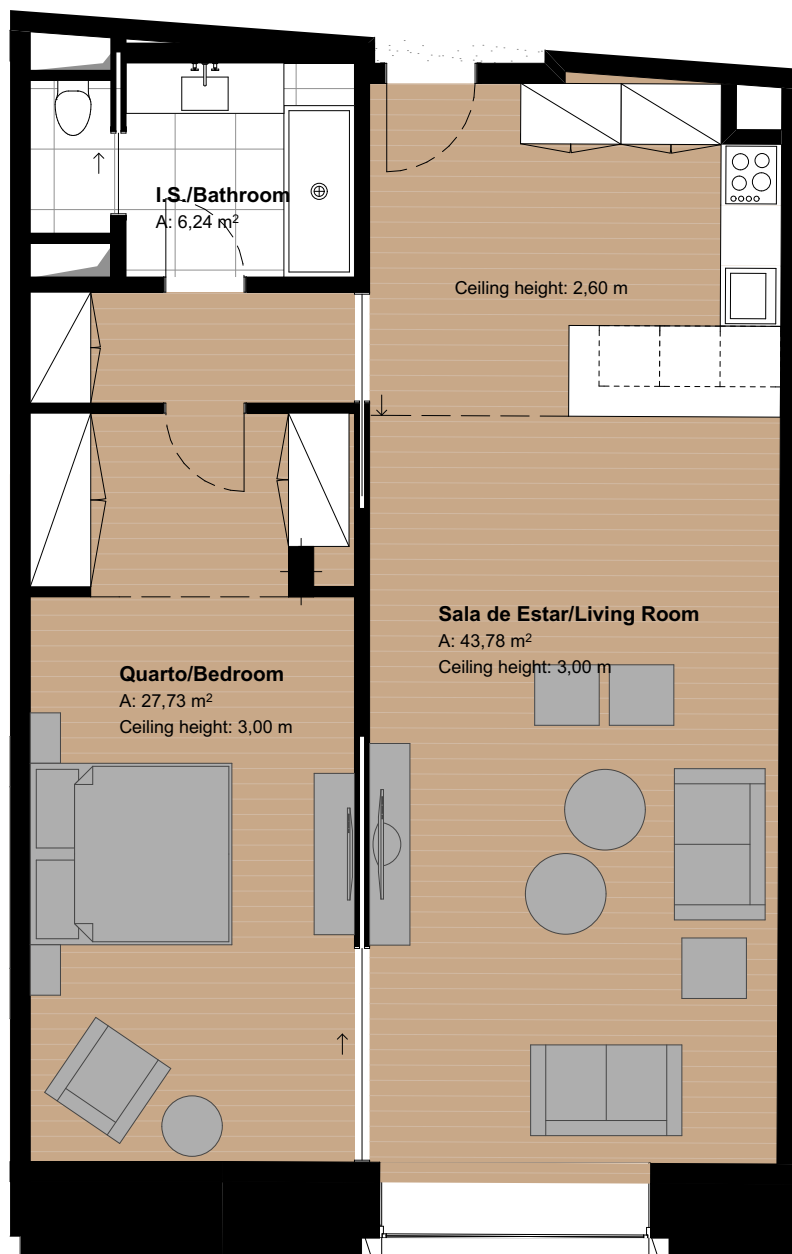 I.S./Bathroom
A: 6,24 m²
Ceiling height: 2,60 m
Sala de Estar/Living Room
A: 43,78 m²
Ceiling height: 3,00 m
Quarto/Bedroom
A: 27,73 m²
Ceiling height: 3,00 m